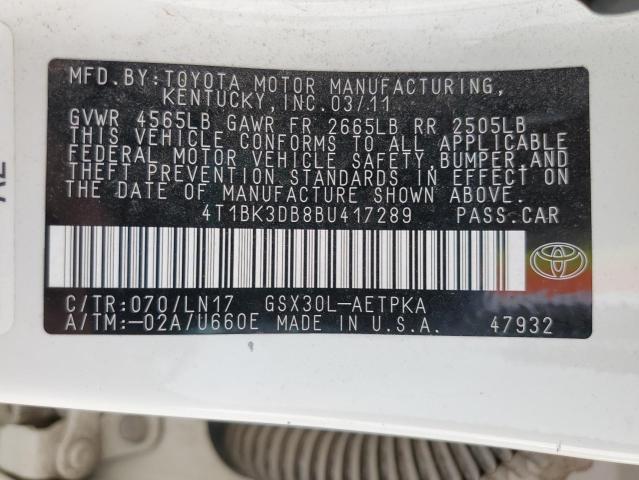 MFD.BY:TOYOTA MOTOR MANUFACTURING,
KENTUCKY,INC. 03/11
GVWR 4565LB GAWR FR 2665LB RR 2505LB
THIS VEHICLE CONFORMS TO ALL APPLICABLE
FEDERAL MOTOR VEHICLE SAFETY,BUMPER,AND
THEFT PREVENTION STANDARDS IN EFFECT ON
THE DATE OF MANUFACTURE SHOWN ABOVE.
4T1BK3DB8BU417289 PASS.CAR
C/TR:070/LN17 GSX30L-AETPKA
A/TM:-02A/U660E MADE IN U.S.A. 47932